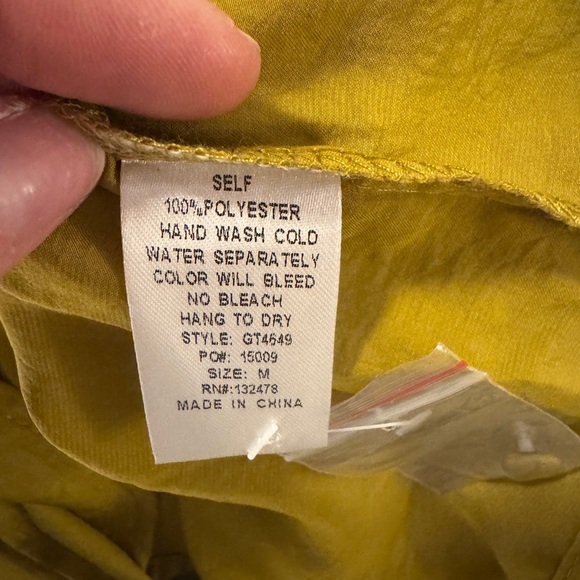 SELF
100%POLYESTER
HAND WASH COLD
WATER SEPARATELY
COLOR WILL BLEED
NO BLEACH
HANG TO DRY
STYLE: GT4649
PO#: 15009
SIZE: M
RN#:132478
MADE IN CHINA